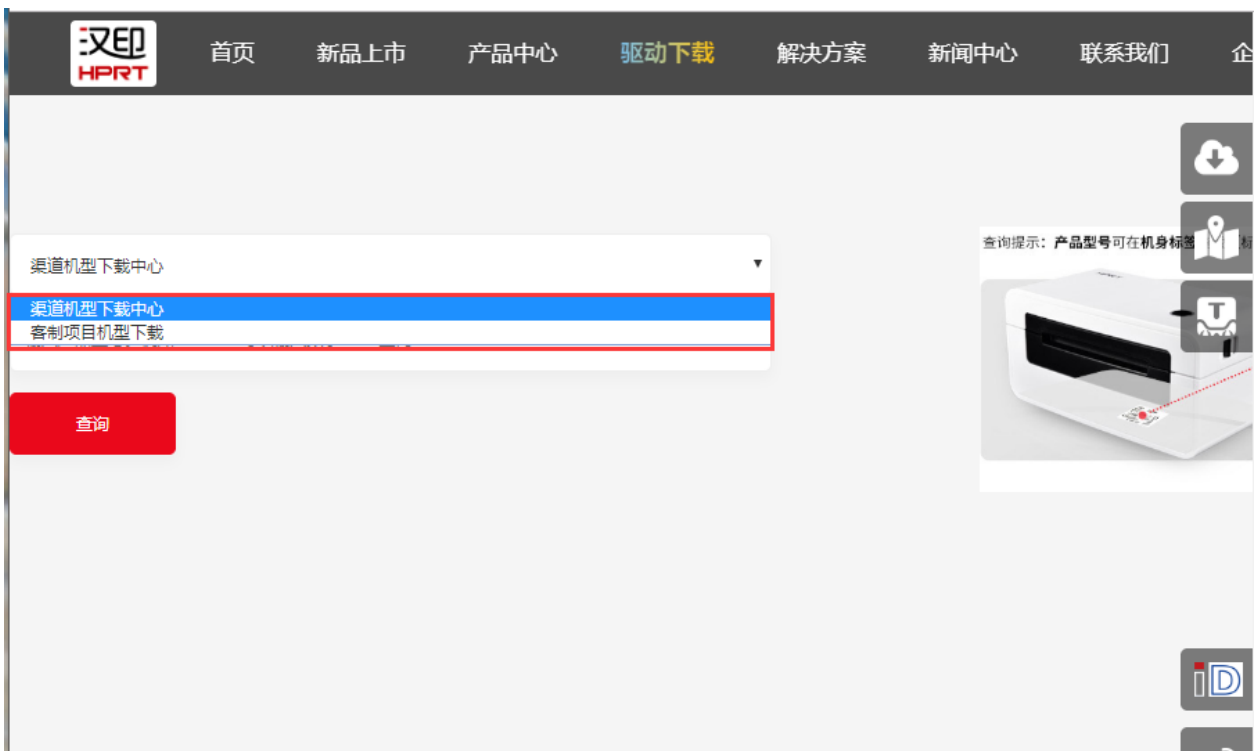 汉印
HPRT
首页 新品上市 产品中心 驱动下载 解决方案 新闻中心 联系我们 企
查询提示：产品型号可在机身标签
渠道机型下载中心 ▼
渠道机型下载中心
客制项目机型下载
查询
T
iD